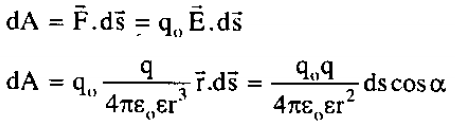 dA = F⃗.ds⃗ = q₀ E⃗.ds⃗
dA = q₀ q/(4πε₀εr³) r⃗.ds⃗ = q₀q/(4πε₀εr²) ds cos α